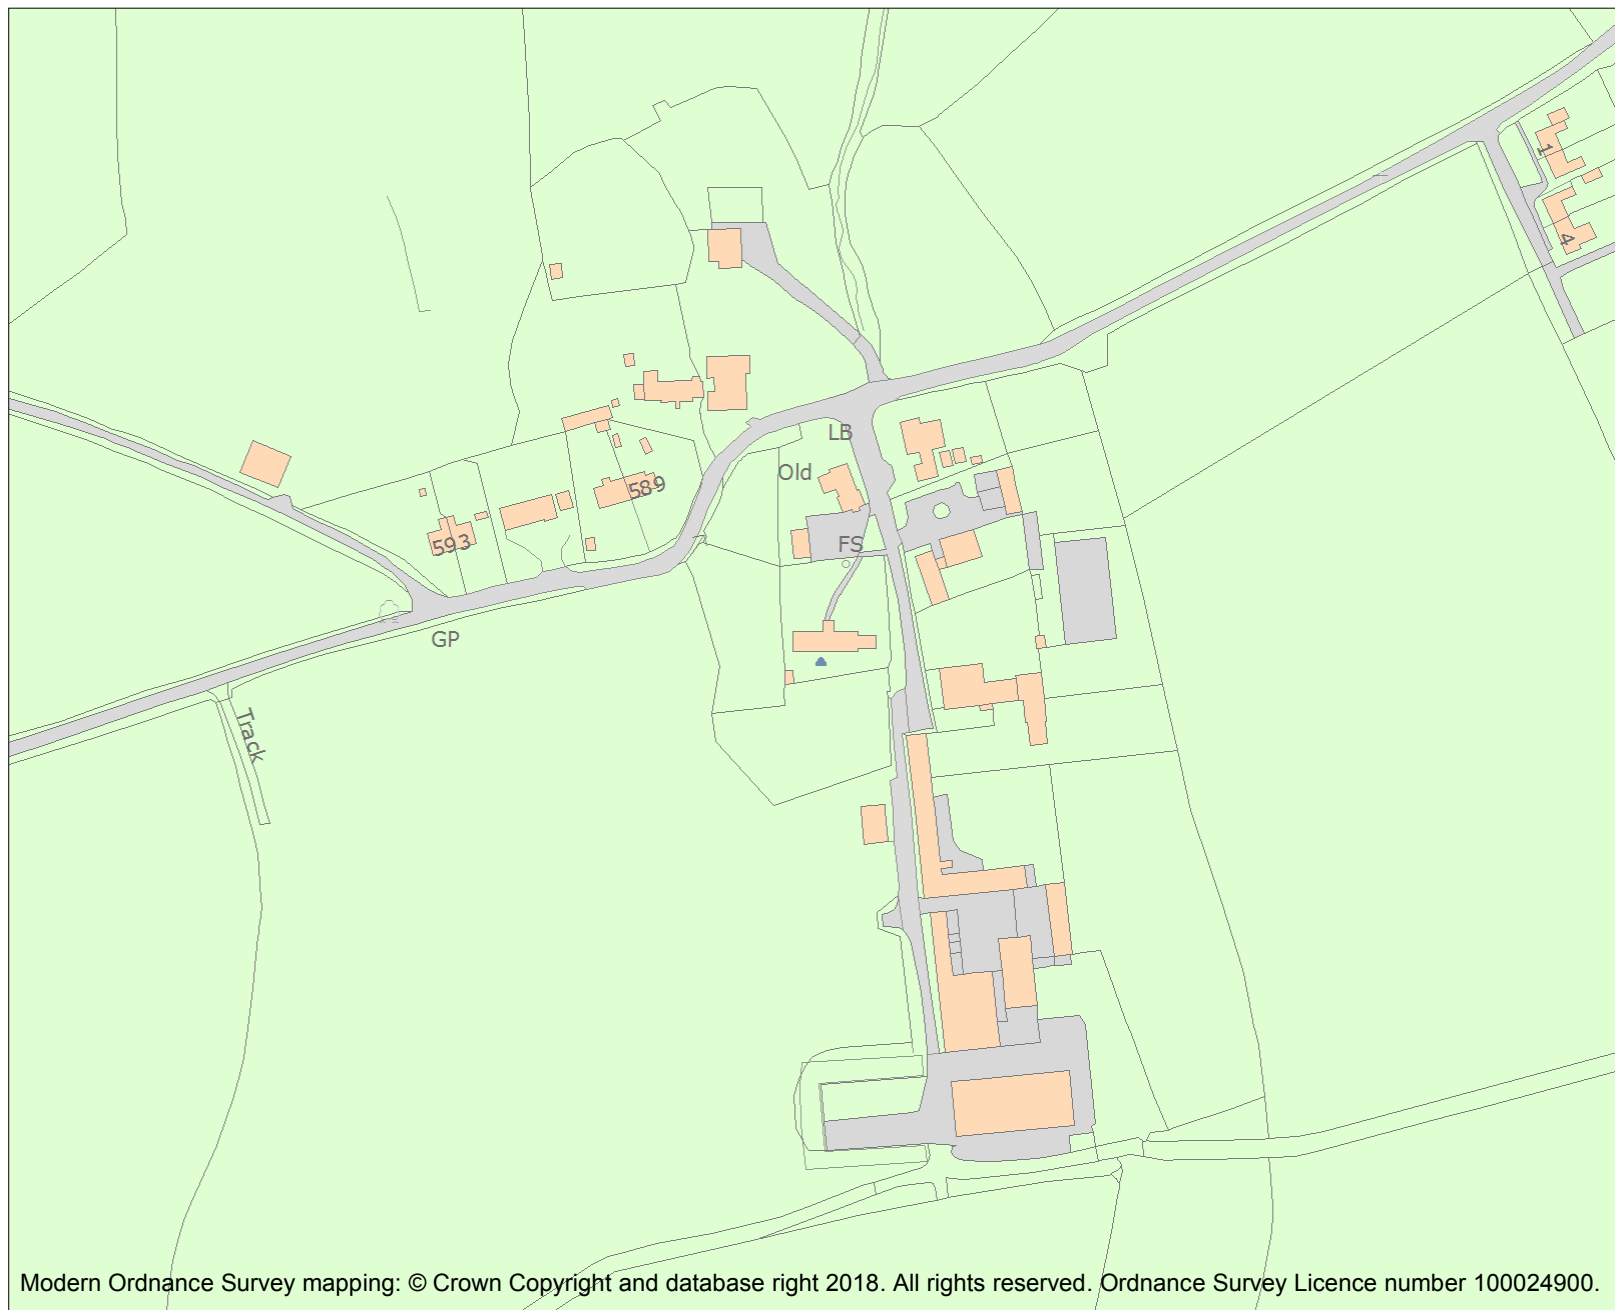 1
4
LB
Old
589
593
FS
GP
Track
Modern Ordnance Survey mapping: © Crown Copyright and database right 2018. All rights reserved. Ordnance Survey Licence number 100024900.